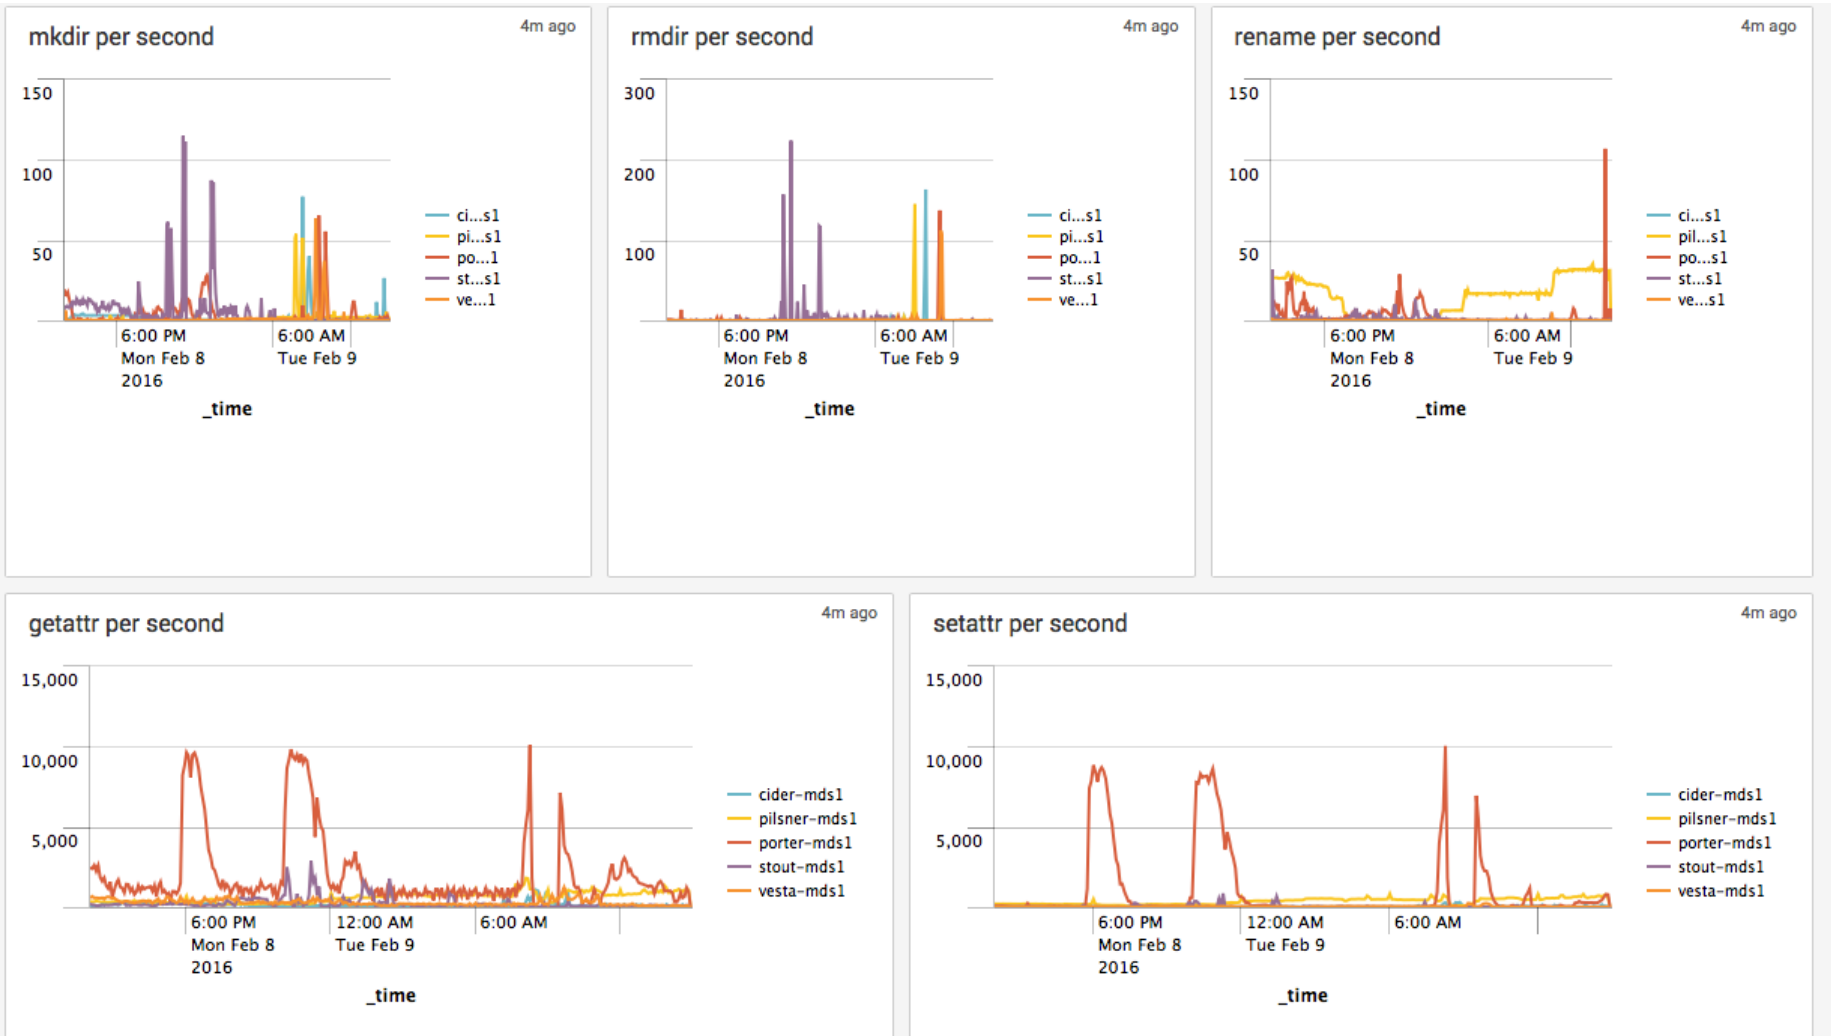 mkdir per second
4m ago
150
100
50
ci...s1
pi...s1
po...1
st...s1
ve...1
6:00 PM
Mon Feb 8
2016
6:00 AM
Tue Feb 9
_time
rmdir per second
4m ago
300
200
100
ci...s1
pi...s1
po...1
st...s1
ve...1
6:00 PM
Mon Feb 8
2016
6:00 AM
Tue Feb 9
_time
rename per second
4m ago
150
100
50
ci...s1
pil...s1
po...s1
st...s1
ve...s1
6:00 PM
Mon Feb 8
2016
6:00 AM
Tue Feb 9
_time
getattr per second
4m ago
15,000
10,000
5,000
cider-mds1
pilsner-mds1
porter-mds1
stout-mds1
vesta-mds1
6:00 PM
Mon Feb 8
2016
12:00 AM
Tue Feb 9
6:00 AM
_time
setattr per second
4m ago
15,000
10,000
5,000
cider-mds1
pilsner-mds1
porter-mds1
stout-mds1
vesta-mds1
6:00 PM
Mon Feb 8
2016
12:00 AM
Tue Feb 9
6:00 AM
_time